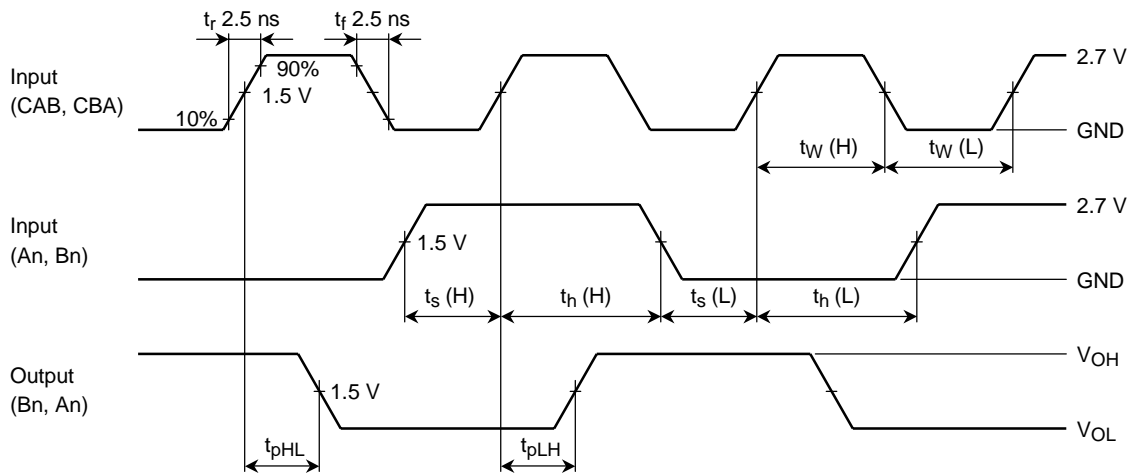 tr 2.5 ns
tf 2.5 ns
Input
(CAB, CBA)
90%
1.5 V
10%
2.7 V
GND
tW (H)
tW (L)
Input
(An, Bn)
1.5 V
2.7 V
GND
ts (H)
th (H)
ts (L)
th (L)
Output
(Bn, An)
1.5 V
VOH
VOL
tpHL
tpLH